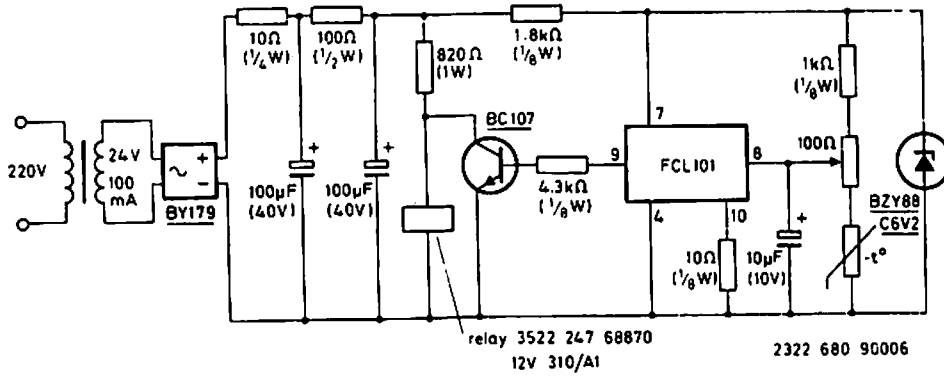 10Ω
(1/4W)
100Ω
(1/2W)
820Ω
(1W)
1.8kΩ
(1/8W)
1kΩ
(1/8W)
220V
24V
100
mA
~
+
-
BY179
+
100μF
(40V)
+
100μF
(40V)
BC107
4.3kΩ
(1/8W)
9
7
FCL101
4
8
10
10Ω
(1/8W)
+
10μF
(10V)
100Ω
-t°
BZY88
C6V2
relay 3522 247 68870
12V 310/A1
2322 680 90006